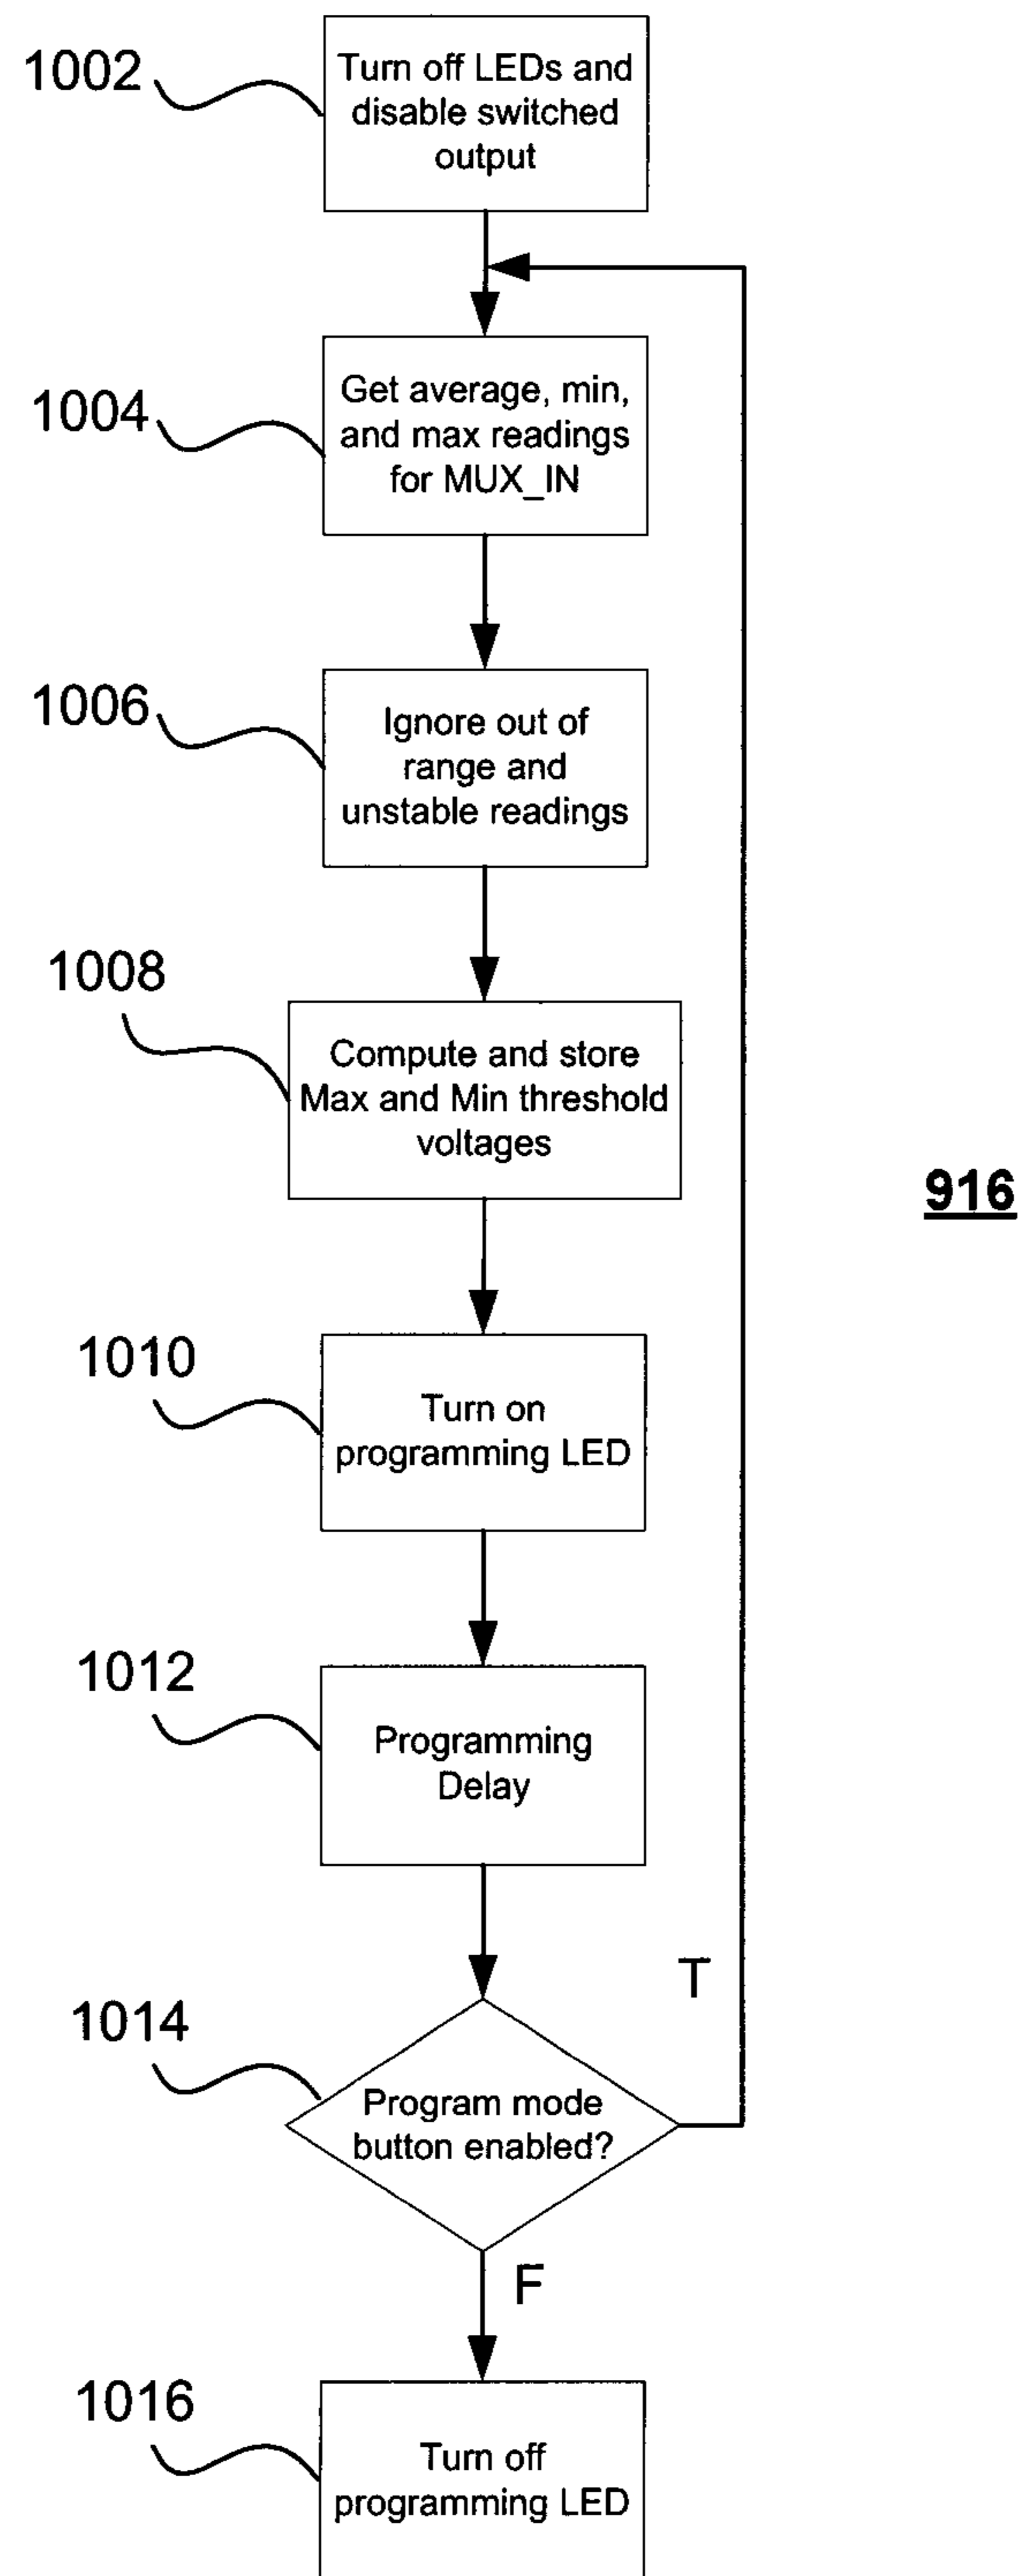 1002
Turn off LEDs and
disable switched
output
1004
Get average, min,
and max readings
for MUX_IN
1006
Ignore out of
range and
unstable readings
1008
Compute and store
Max and Min threshold
voltages
916
1010
Turn on
programming LED
1012
Programming
Delay
T
1014
Program mode
button enabled?
F
1016
Turn off
programming LED